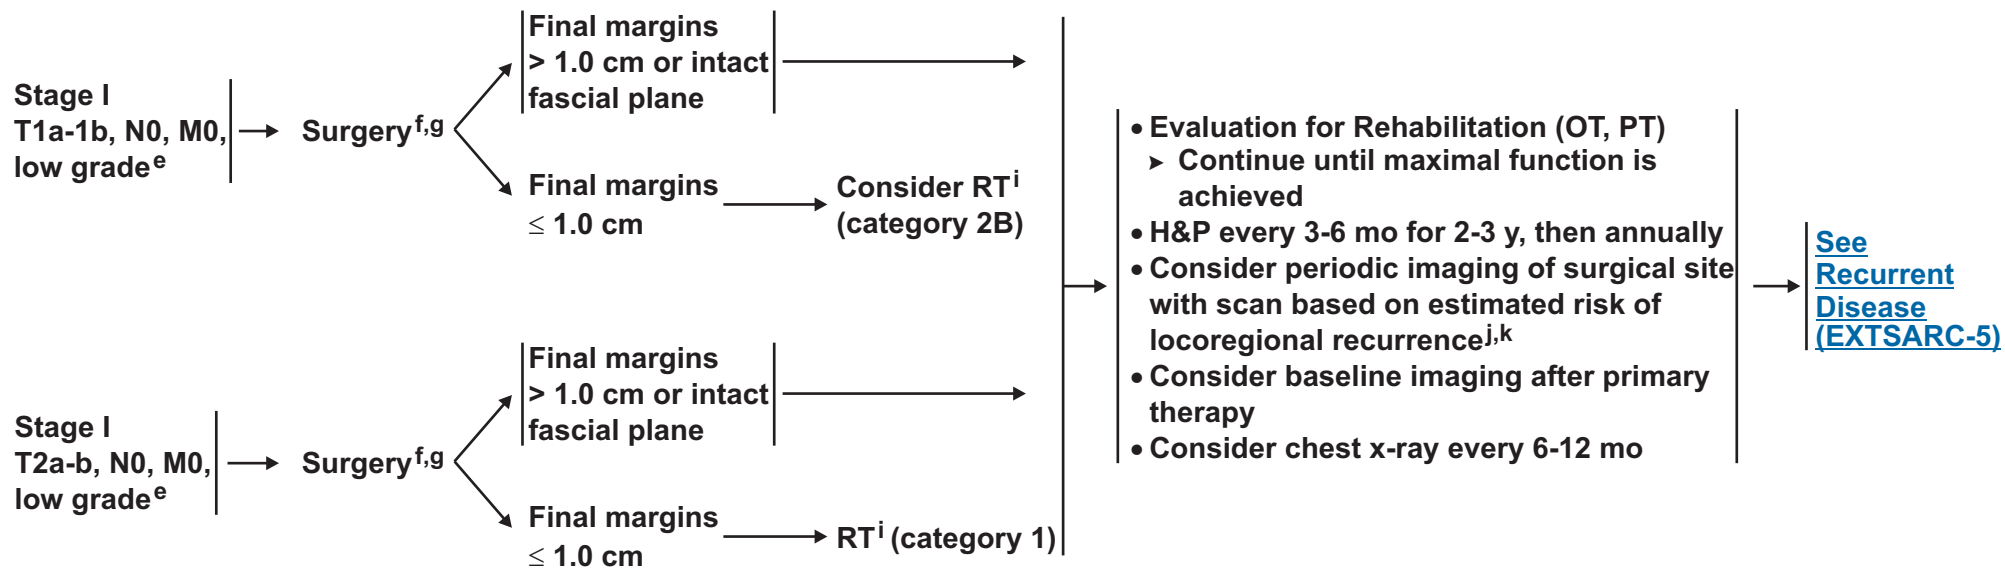 Stage I
T1a-1b, N0, M0,
low grade e
Surgery f,g
Final margins
> 1.0 cm or intact
fascial plane
Final margins
≤ 1.0 cm
Consider RT i
(category 2B)
Stage I
T2a-b, N0, M0,
low grade e
Surgery f,g
Final margins
> 1.0 cm or intact
fascial plane
Final margins
≤ 1.0 cm
RT i (category 1)
• Evaluation for Rehabilitation (OT, PT)
➤ Continue until maximal function is
achieved
• H&P every 3-6 mo for 2-3 y, then annually
• Consider periodic imaging of surgical site
with scan based on estimated risk of
locoregional recurrence j,k
• Consider baseline imaging after primary
therapy
• Consider chest x-ray every 6-12 mo
See
Recurrent
Disease
(EXTSARC-5)